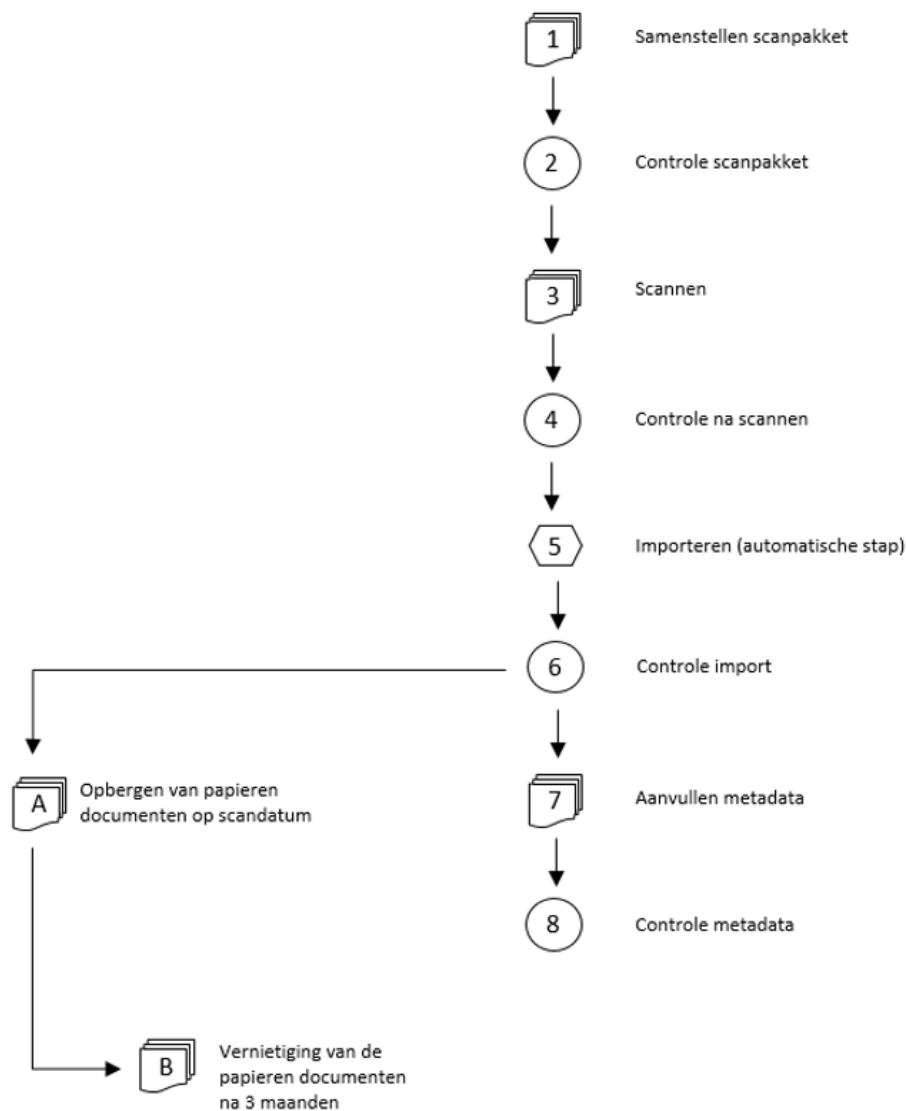 1 Samenstellen scanpakket
2 Controle scanpakket
3 Scannen
4 Controle na scannen
5 Importeren (automatische stap)
6 Controle import
A Opbergen van papieren
documenten op scandatum
7 Aanvullen metadata
8 Controle metadata
B Vernietiging van de
papieren documenten
na 3 maanden